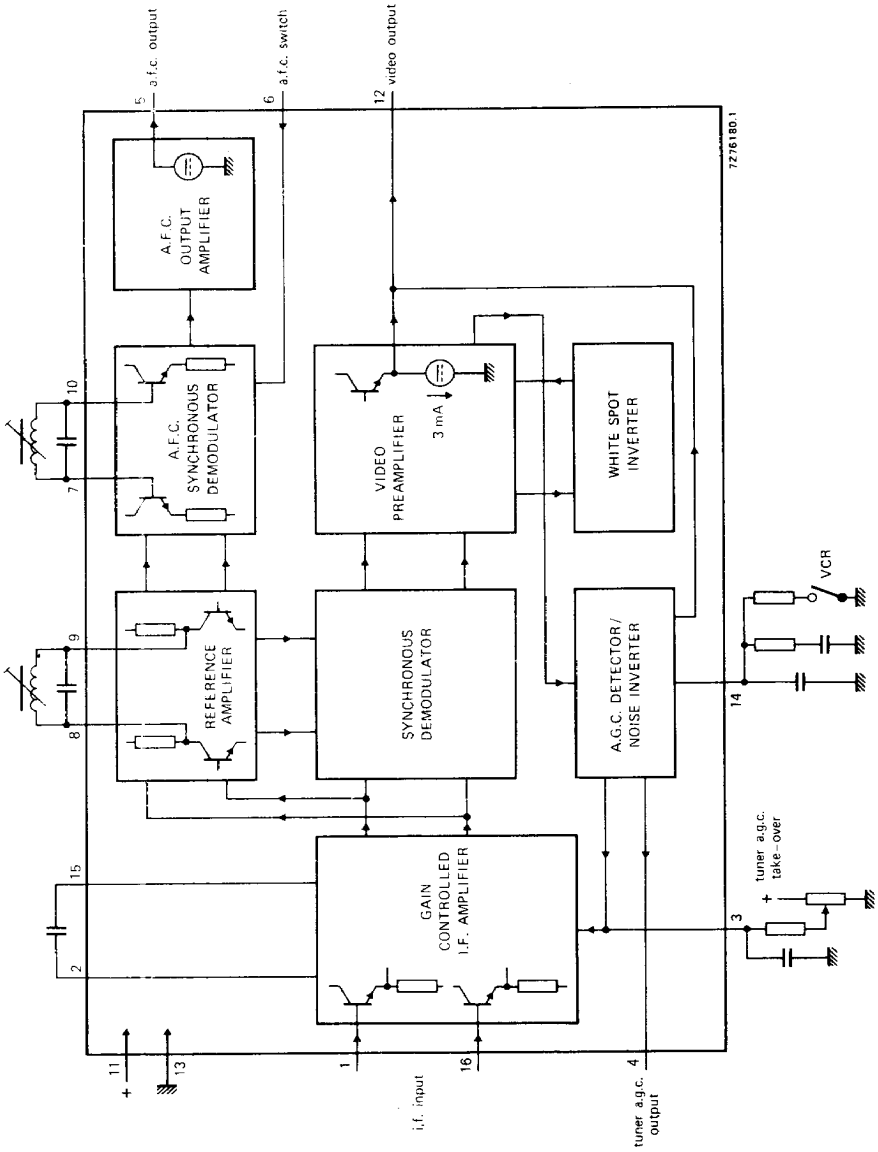 2
15
8
9
7
10
11
+
13
5
a.f.c. output
6
a.f.c. switch
12
video output
1
16
i.f. input
4
tuner a.g.c.
output
GAIN
CONTROLLED
I.F. AMPLIFIER
REFERENCE
AMPLIFIER
A.F.C.
SYNCHRONOUS
DEMODULATOR
A.F.C.
OUTPUT
AMPLIFIER
SYNCHRONOUS
DEMODULATOR
VIDEO
PREAMPLIFIER
3 mA
A.G.C. DETECTOR/
NOISE INVERTER
WHITE SPOT
INVERTER
3
+
tuner a.g.c.
take-over
14
VCR
7276180.1